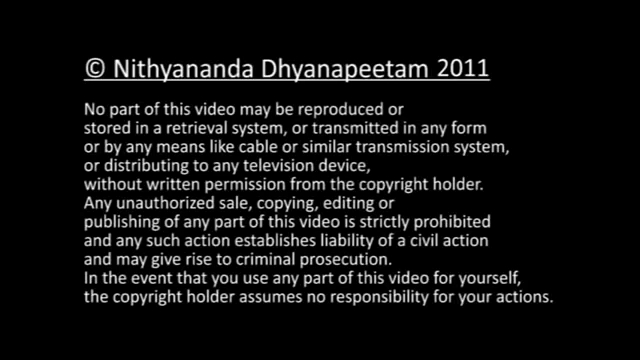 © Nithyananda Dhyanapeetam 2011
No part of this video may be reproduced or
stored in a retrieval system, or transmitted in any form
or by any means like cable or similar transmission system,
or distributing to any television device,
without written permission from the copyright holder.
Any unauthorized sale, copying, editing or
publishing of any part of this video is strictly prohibited
and any such action establishes liability of a civil action
and may give rise to criminal prosecution.
In the event that you use any part of this video for yourself,
the copyright holder assumes no responsibility for your actions.